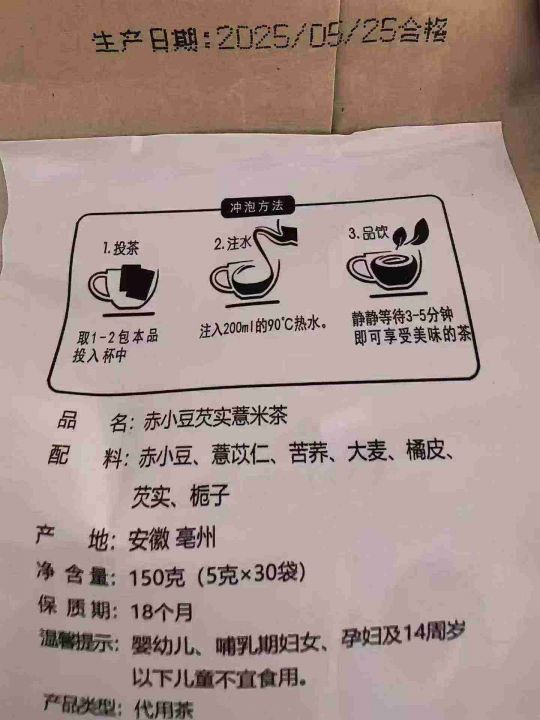 生产日期:2025/05/25合格
冲泡方法
1.投茶
取1-2包本品
投入杯中
2.注水
注入200ml的90℃热水。
3.品饮
静静等待3-5分钟
即可享受美味的茶
品 名：赤小豆芡实薏米茶
配 料：赤小豆、薏苡仁、苦荞、大麦、橘皮、
芡实、栀子
产 地：安徽 亳州
净 含 量：150克（5克×30袋）
保 质 期：18个月
温馨提示：婴幼儿、哺乳期妇女、孕妇及14周岁
以下儿童不宜食用。
产品类型：代用茶